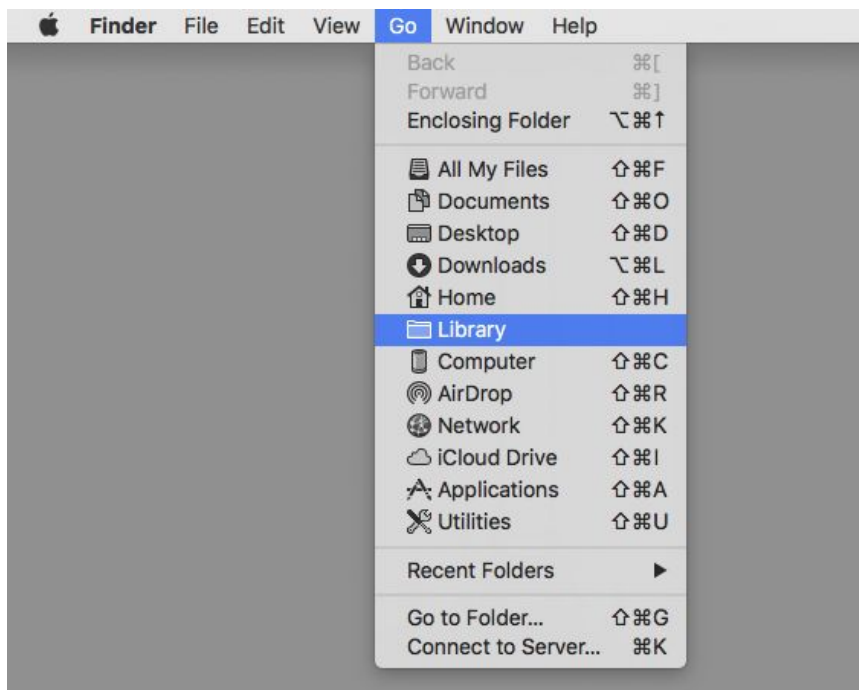 Finder File Edit View Go Window Help
Back ⌘[
Forward ⌘]
Enclosing Folder ⌥⌘↑
All My Files ⇧⌘F
Documents ⇧⌘O
Desktop ⇧⌘D
Downloads ⌥⌘L
Home ⇧⌘H
Library
Computer ⇧⌘C
AirDrop ⇧⌘R
Network ⇧⌘K
iCloud Drive ⇧⌘I
Applications ⇧⌘A
Utilities ⇧⌘U
Recent Folders ▶
Go to Folder... ⇧⌘G
Connect to Server... ⌘K